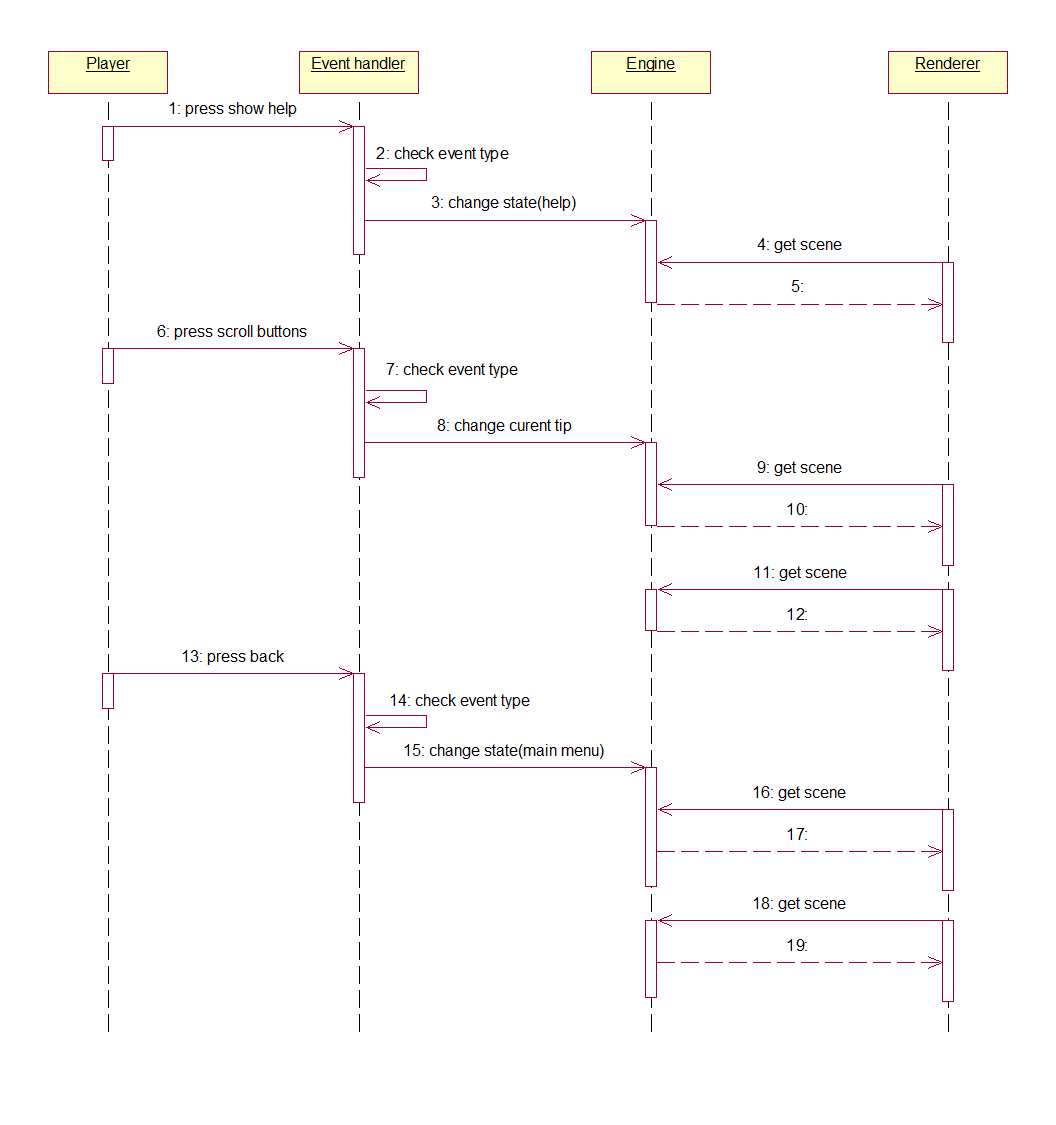 Player
Event handler
Engine
Renderer
1: press show help
2: check event type
3: change state(help)
4: get scene
5:
6: press scroll buttons
7: check event type
8: change curent tip
9: get scene
10:
11: get scene
12:
13: press back
14: check event type
15: change state(main menu)
16: get scene
17:
18: get scene
19: